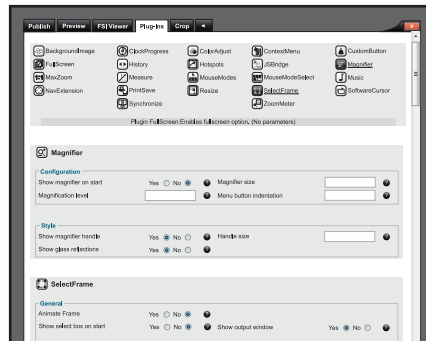 Publish Preview FSI Viewer Plug-Ins Crop
BackgroundImage ClockProgress ColorAdjust ContextMenu CustomButton
FullScreen History Hotspots JSBridge Magnifier
MaxZoom Measure MouseModes MouseModeSelect Music
NavExtension PrintSave Resize SelectFrame SoftwareCursor
Synchronize ZoomMeter
Plugin FullScreen:Enables fullscreen option. (No parameters)
Magnifier
Configuration
Show magnifier on start Yes No ? Magnifier size ?
Magnification level ? Menu button indentation ?
Style
Show magnifier handle Yes No ? Handle size ?
Show glass reflections Yes No ?
SelectFrame
General
Animate Frame Yes No ?
Show select box on start Yes No ? Show output window Yes No ?